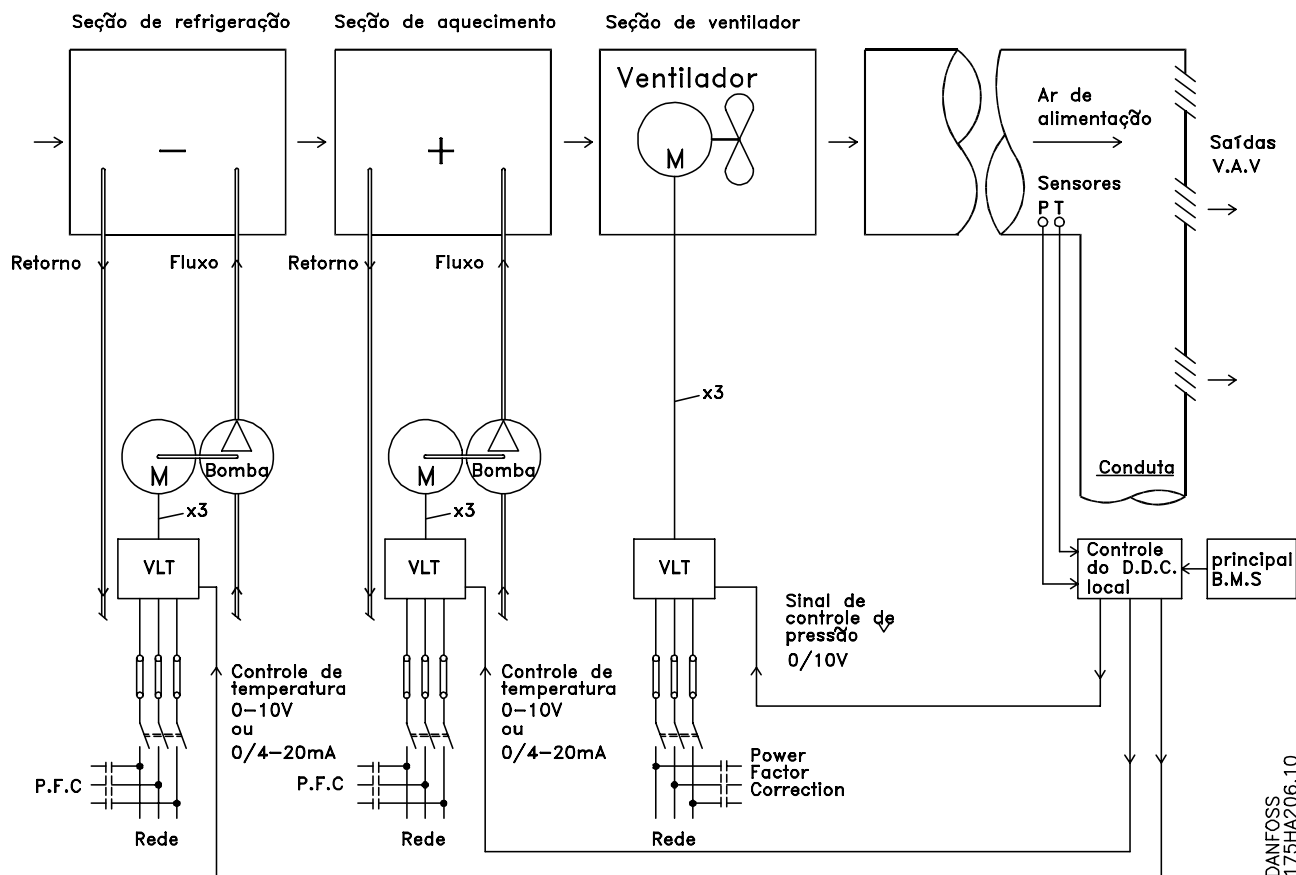 Seção de refrigeração
Seção de aquecimento
Seção de ventilador
Ventilador
M
Ar de
alimentação
Saídas
V.A.V
Sensores
P T
–
+
Retorno
Fluxo
Retorno
Fluxo
x3
M
Bomba
M
Bomba
Conduta
x3
x3
VLT
VLT
VLT
Controle
do D.D.C.
local
principal
B.M.S
Sinal de
controle de
pressão
0/10V
Controle de
temperatura
0–10V
ou
0/4–20mA
Controle de
temperatura
0–10V
ou
0/4–20mA
P.F.C
P.F.C
Power
Factor
Correction
Rede
Rede
Rede
DANFOSS
175HA206.10